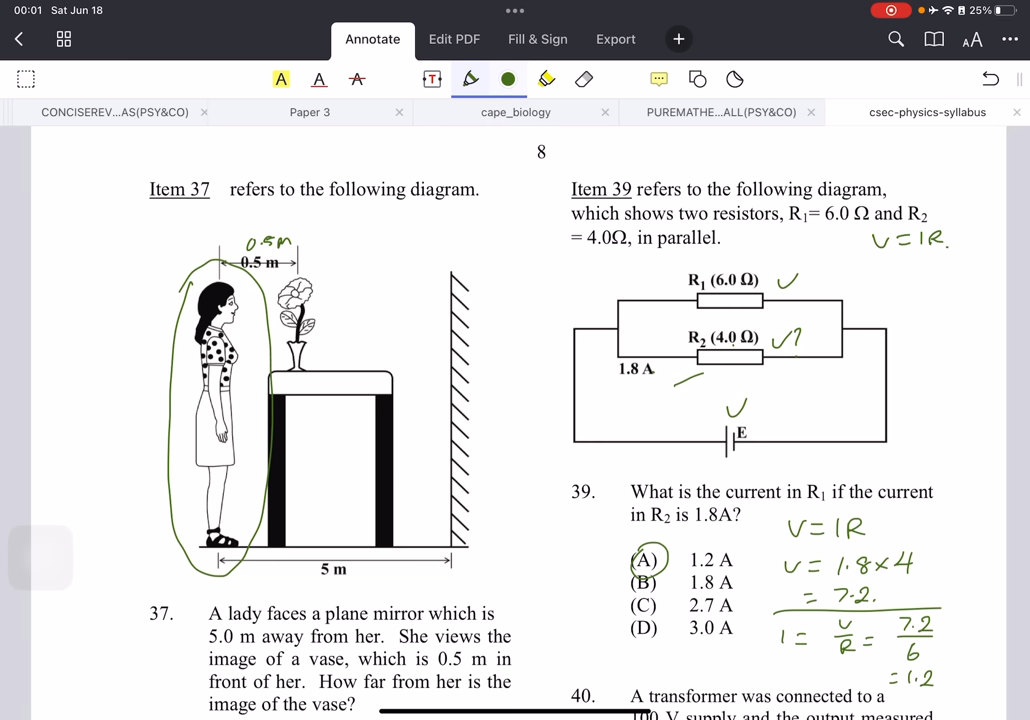 00:01 Sat Jun 18
25%
Annotate Edit PDF Fill & Sign Export +
AA
A A A T
CONCISEREV...AS(PSY&CO) × Paper 3 × cape_biology × PUREMATHE...ALL(PSY&CO) × csec-physics-syllabus ×
8
Item 37 refers to the following diagram.
0.5m
0.5 m
5 m
37. A lady faces a plane mirror which is
5.0 m away from her. She views the
image of a vase, which is 0.5 m in
front of her. How far from her is the
image of the vase?
Item 39 refers to the following diagram,
which shows two resistors, R1= 6.0 Ω and R2
= 4.0Ω, in parallel.
V=IR.
R1 (6.0 Ω) V
R2 (4.0 Ω) V?
1.8 A
V
E
39. What is the current in R1 if the current
in R2 is 1.8A?
(A) 1.2 A
(B) 1.8 A
(C) 2.7 A
(D) 3.0 A
V=IR
V= 1.8×4
= 7.2.
I = V/R = 7.2/6
=1.2
40. A transformer was connected to a
100 V supply and the output measured